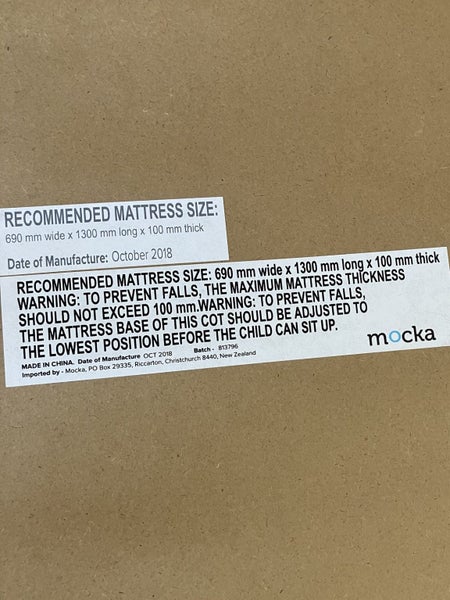 RECOMMENDED MATTRESS SIZE:
690 mm wide x 1300 mm long x 100 mm thick
Date of Manufacture: October 2018
RECOMMENDED MATTRESS SIZE: 690 mm wide x 1300 mm long x 100 mm thick
WARNING: TO PREVENT FALLS, THE MAXIMUM MATTRESS THICKNESS
SHOULD NOT EXCEED 100 mm.WARNING: TO PREVENT FALLS,
THE MATTRESS BASE OF THIS COT SHOULD BE ADJUSTED TO
THE LOWEST POSITION BEFORE THE CHILD CAN SIT UP.
MADE IN CHINA. Date of Manufacture OCT 2018 Batch - 813796
Imported by - Mocka, PO Box 29335, Riccarton, Christchurch 8440, New Zealand
mocka